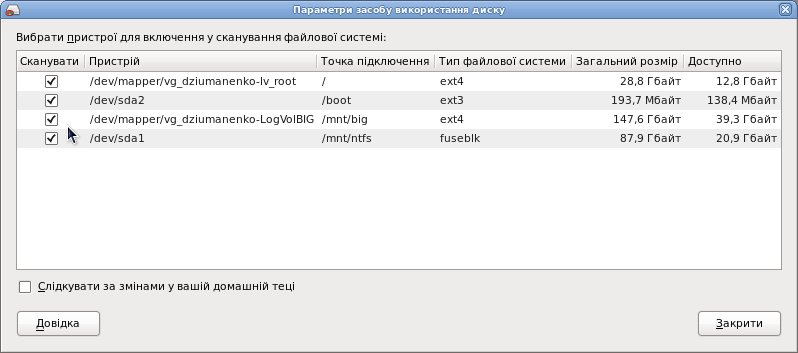 Параметри засобу використання диску
Вибрати пристрої для включення у сканування файлової системі:
Сканувати Пристрій Точка підключення Тип файлової системи Загальний розмір Доступно
/dev/mapper/vg_dziumanenko-lv_root / ext4 28,8 Гбайт 12,8 Гбайт
/dev/sda2 /boot ext3 193,7 Мбайт 138,4 Мбайт
/dev/mapper/vg_dziumanenko-LogVolBIG /mnt/big ext4 147,6 Гбайт 39,3 Гбайт
/dev/sda1 /mnt/ntfs fuseblk 87,9 Гбайт 20,9 Гбайт
Слідкувати за змінами у вашій домашній теці
Довідка Закрити